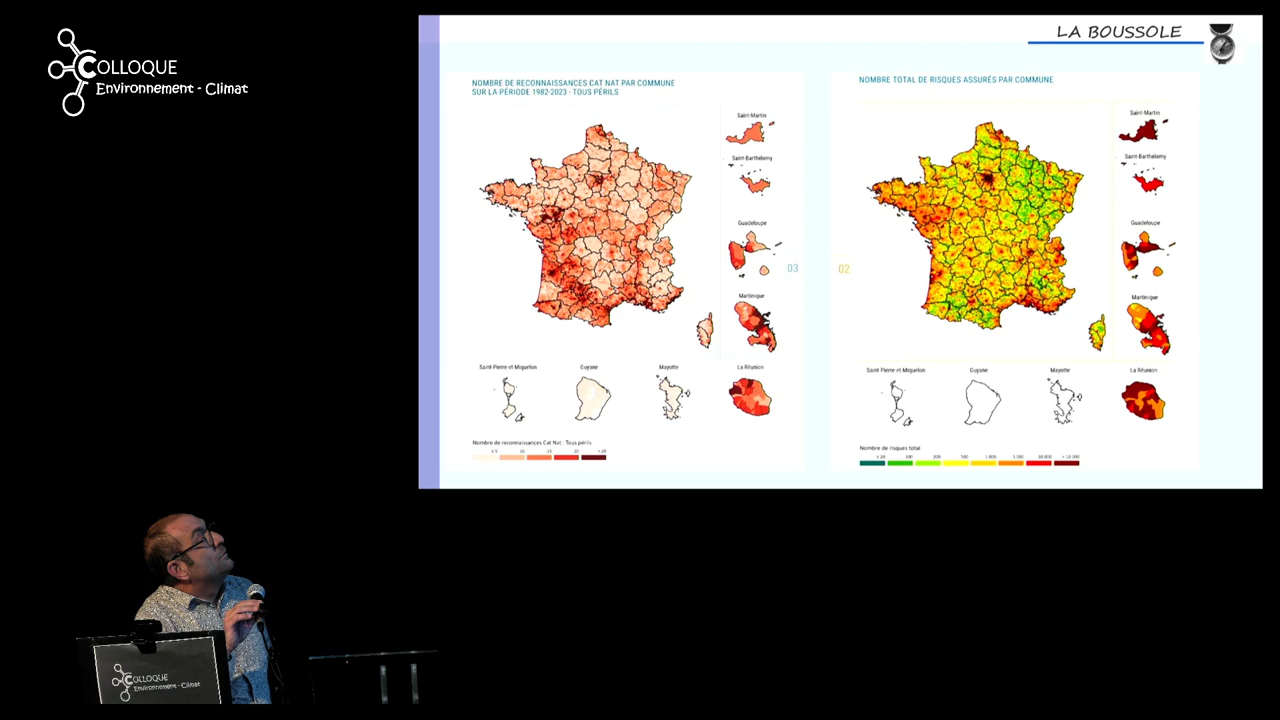 COLLOQUE
Environnement - Climat
LA BOUSSOLE
NOMBRE DE RECONNAISSANCES CAT NAT PAR COMMUNE
SUR LA PÉRIODE 1982-2023 - TOUS PÉRILS
Saint-Martin
Saint-Barthélemy
Guadeloupe
03
Martinique
Saint-Pierre et Miquelon
Guyane
Mayotte
La Réunion
Nombre de reconnaissances Cat Nat : Tous périls
NOMBRE TOTAL DE RISQUES ASSURÉS PAR COMMUNE
Saint-Martin
Saint-Barthélemy
Guadeloupe
02
Martinique
Saint-Pierre et Miquelon
Guyane
Mayotte
La Réunion
Nombre de risques total
COLLOQUE
Environnement - Climat